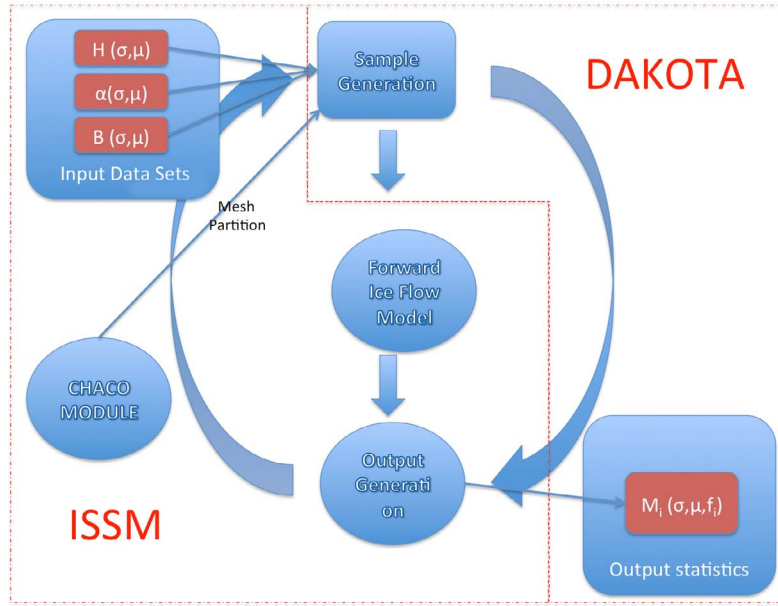 H (σ,μ)
α(σ,μ)
B (σ,μ)
Input Data Sets
Sample
Generation
DAKOTA
Mesh
Partition
Forward
Ice Flow
Model
CHACO
MODULE
Output
Generati
on
ISSM
Mi (σ,μ,fi)
Output statistics